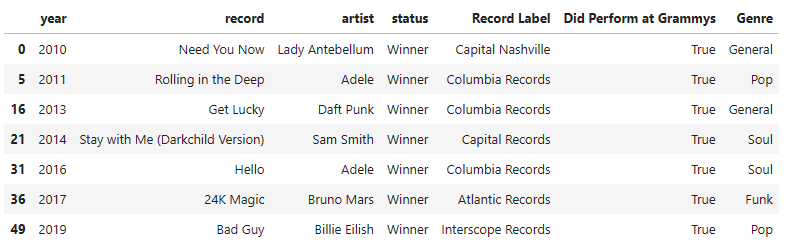 year record artist status Record Label Did Perform at Grammys Genre
0 2010 Need You Now Lady Antebellum Winner Capital Nashville True General
5 2011 Rolling in the Deep Adele Winner Columbia Records True Pop
16 2013 Get Lucky Daft Punk Winner Columbia Records True General
21 2014 Stay with Me (Darkchild Version) Sam Smith Winner Capital Records True Soul
31 2016 Hello Adele Winner Columbia Records True Soul
36 2017 24K Magic Bruno Mars Winner Atlantic Records True Funk
49 2019 Bad Guy Billie Eilish Winner Interscope Records True Pop